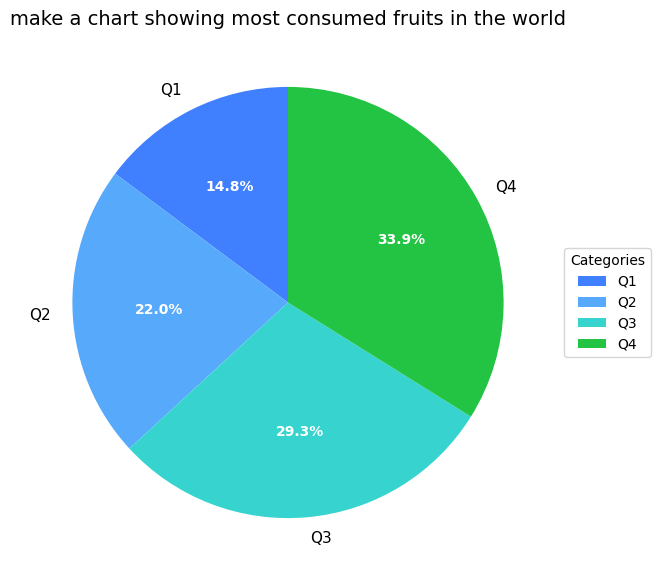 make a chart showing most consumed fruits in the world
Q1
14.8%
Q4
33.9%
Q2
22.0%
29.3%
Q3
Categories
Q1
Q2
Q3
Q4